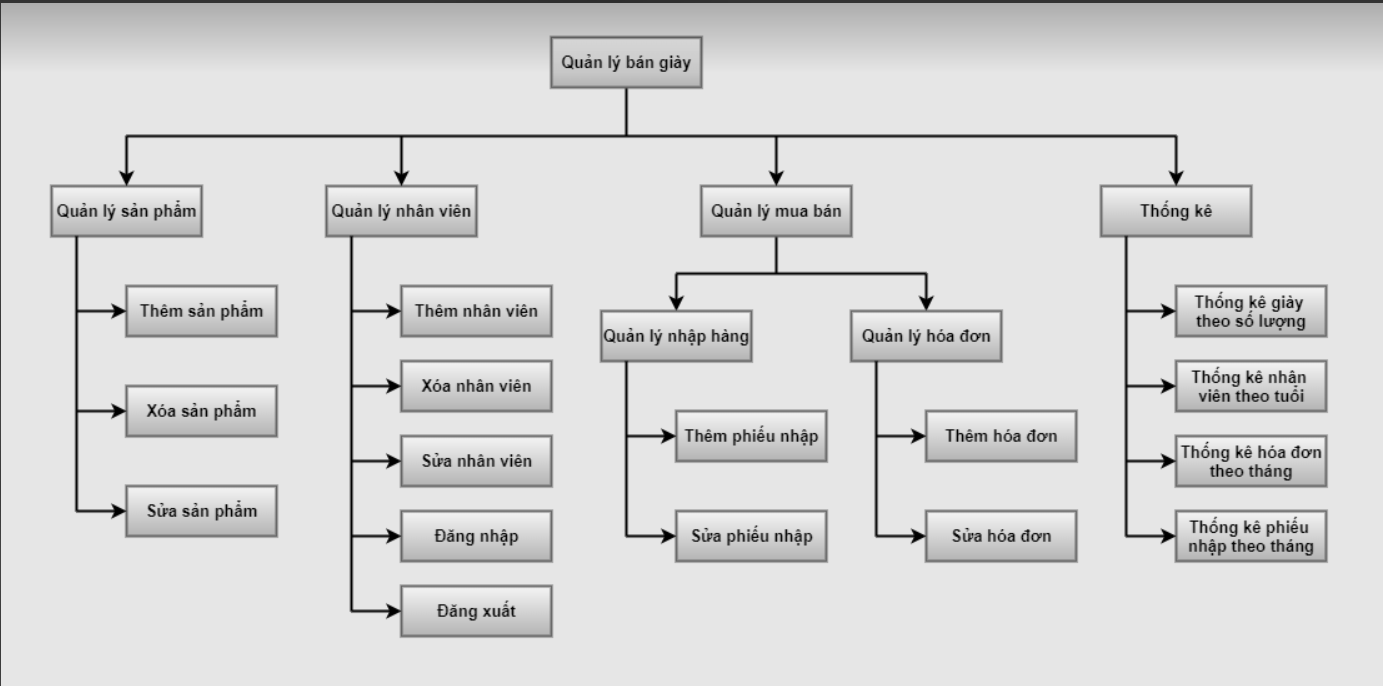 Quản lý bán giày
Quản lý sản phẩm
Quản lý nhân viên
Quản lý mua bán
Thống kê
Thêm sản phẩm
Xóa sản phẩm
Sửa sản phẩm
Thêm nhân viên
Xóa nhân viên
Sửa nhân viên
Đăng nhập
Đăng xuất
Quản lý nhập hàng
Quản lý hóa đơn
Thêm phiếu nhập
Sửa phiếu nhập
Thêm hóa đơn
Sửa hóa đơn
Thống kê giày
theo số lượng
Thống kê nhân
viên theo tuổi
Thống kê hóa đơn
theo tháng
Thống kê phiếu
nhập theo tháng